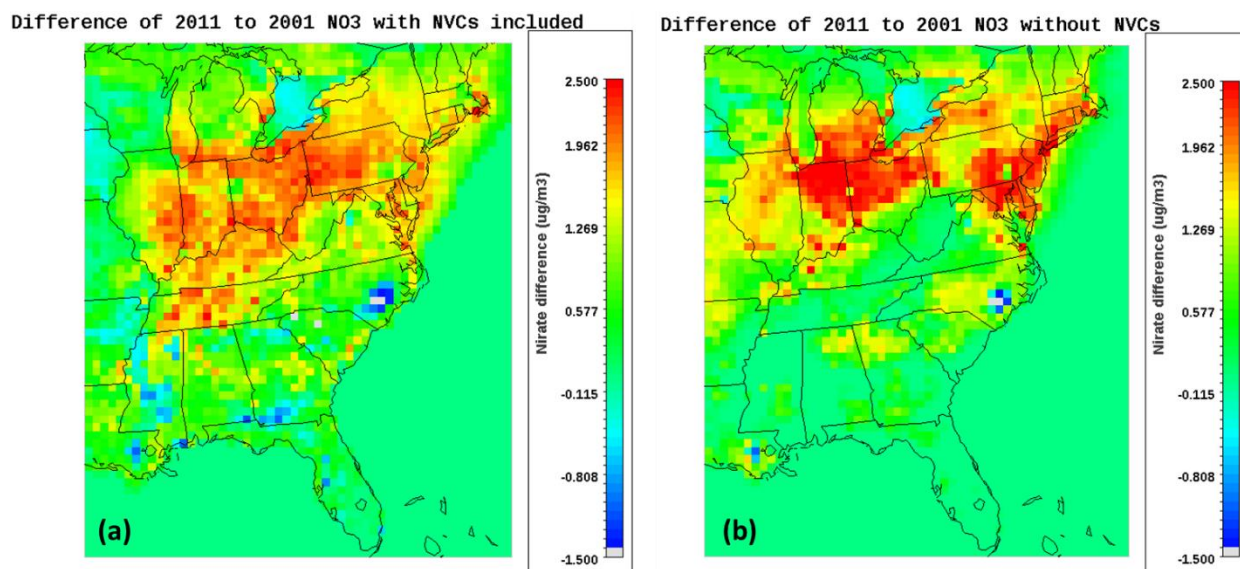 Difference of 2011 to 2001 NO3 with NVCs included
2.500
1.962
1.269
0.577
-0.115
-0.808
-1.500
Nirate difference (ug/m3)
(a)
Difference of 2011 to 2001 NO3 without NVCs
2.500
1.962
1.269
0.577
-0.115
-0.808
-1.500
Nirate difference (ug/m3)
(b)